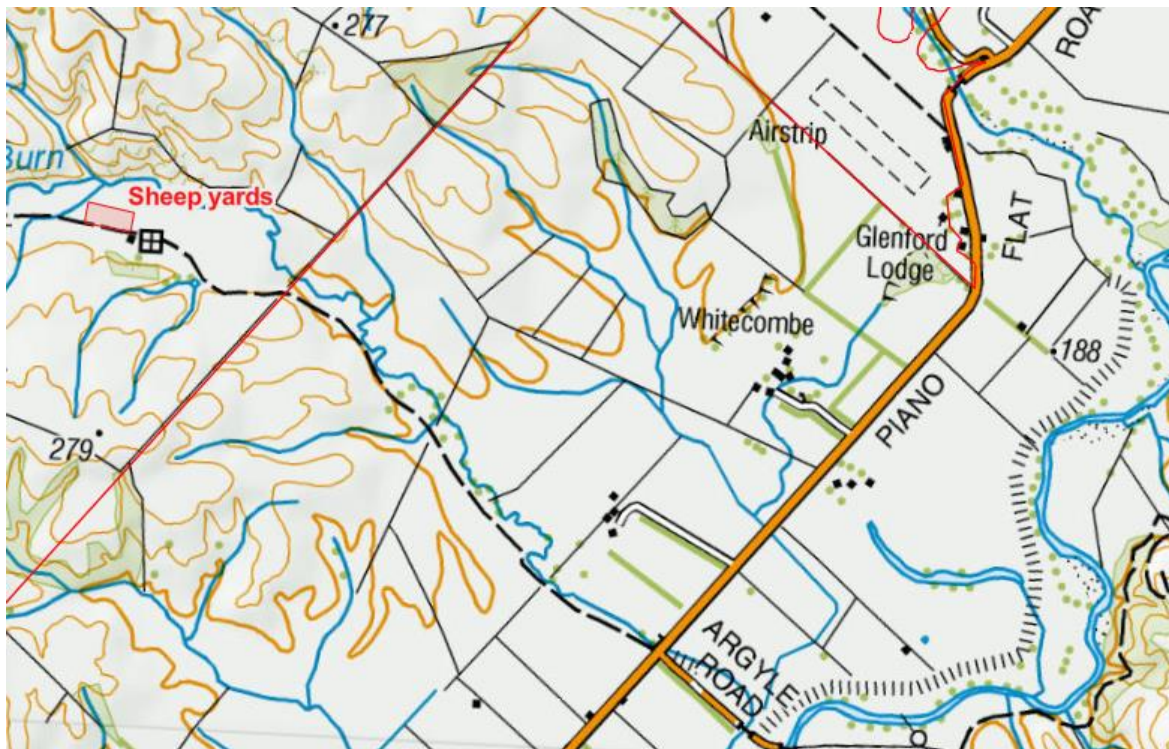 277
ROA
Burn
Sheep yards
Airstrip
FLAT
Glenford
Lodge
Whitecombe
188
PIANO
279
ARGYLE
ROAD